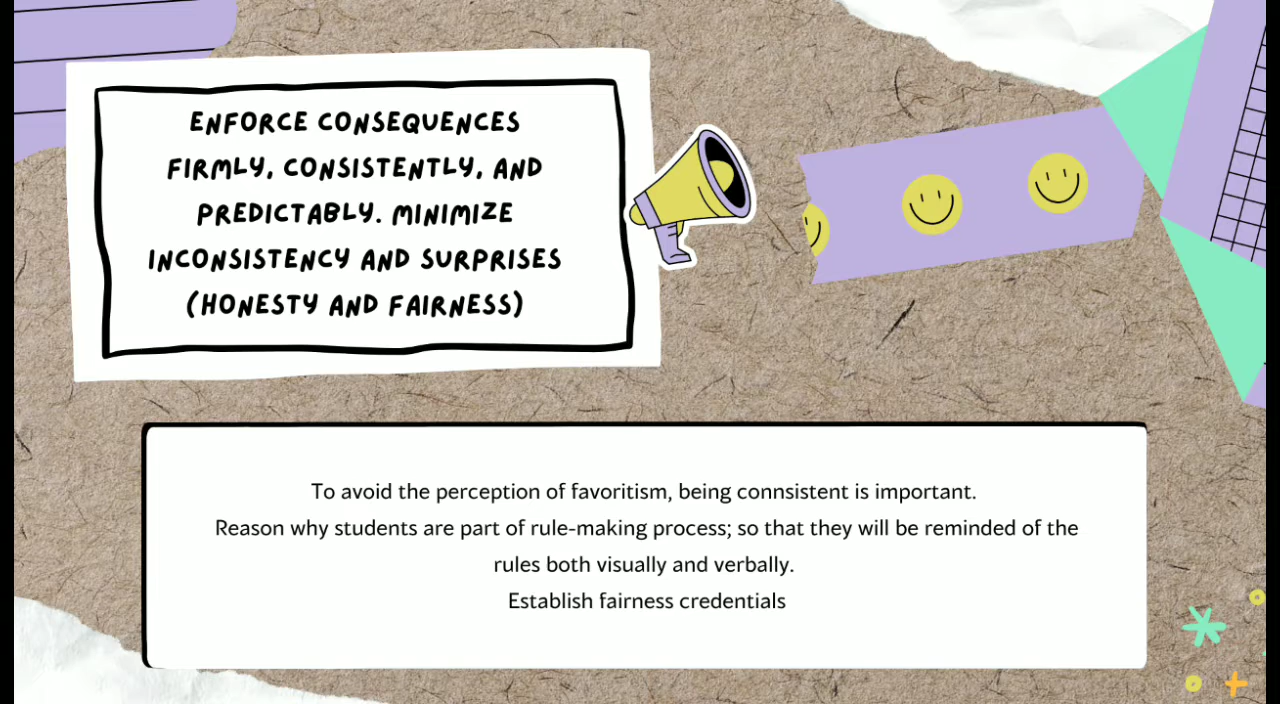 ENFORCE CONSEQUENCES
FIRMLY, CONSISTENTLY, AND
PREDICTABLY. MINIMIZE
INCONSISTENCY AND SURPRISES
(HONESTY AND FAIRNESS)
To avoid the perception of favoritism, being connsistent is important.
Reason why students are part of rule-making process; so that they will be reminded of the
rules both visually and verbally.
Establish fairness credentials